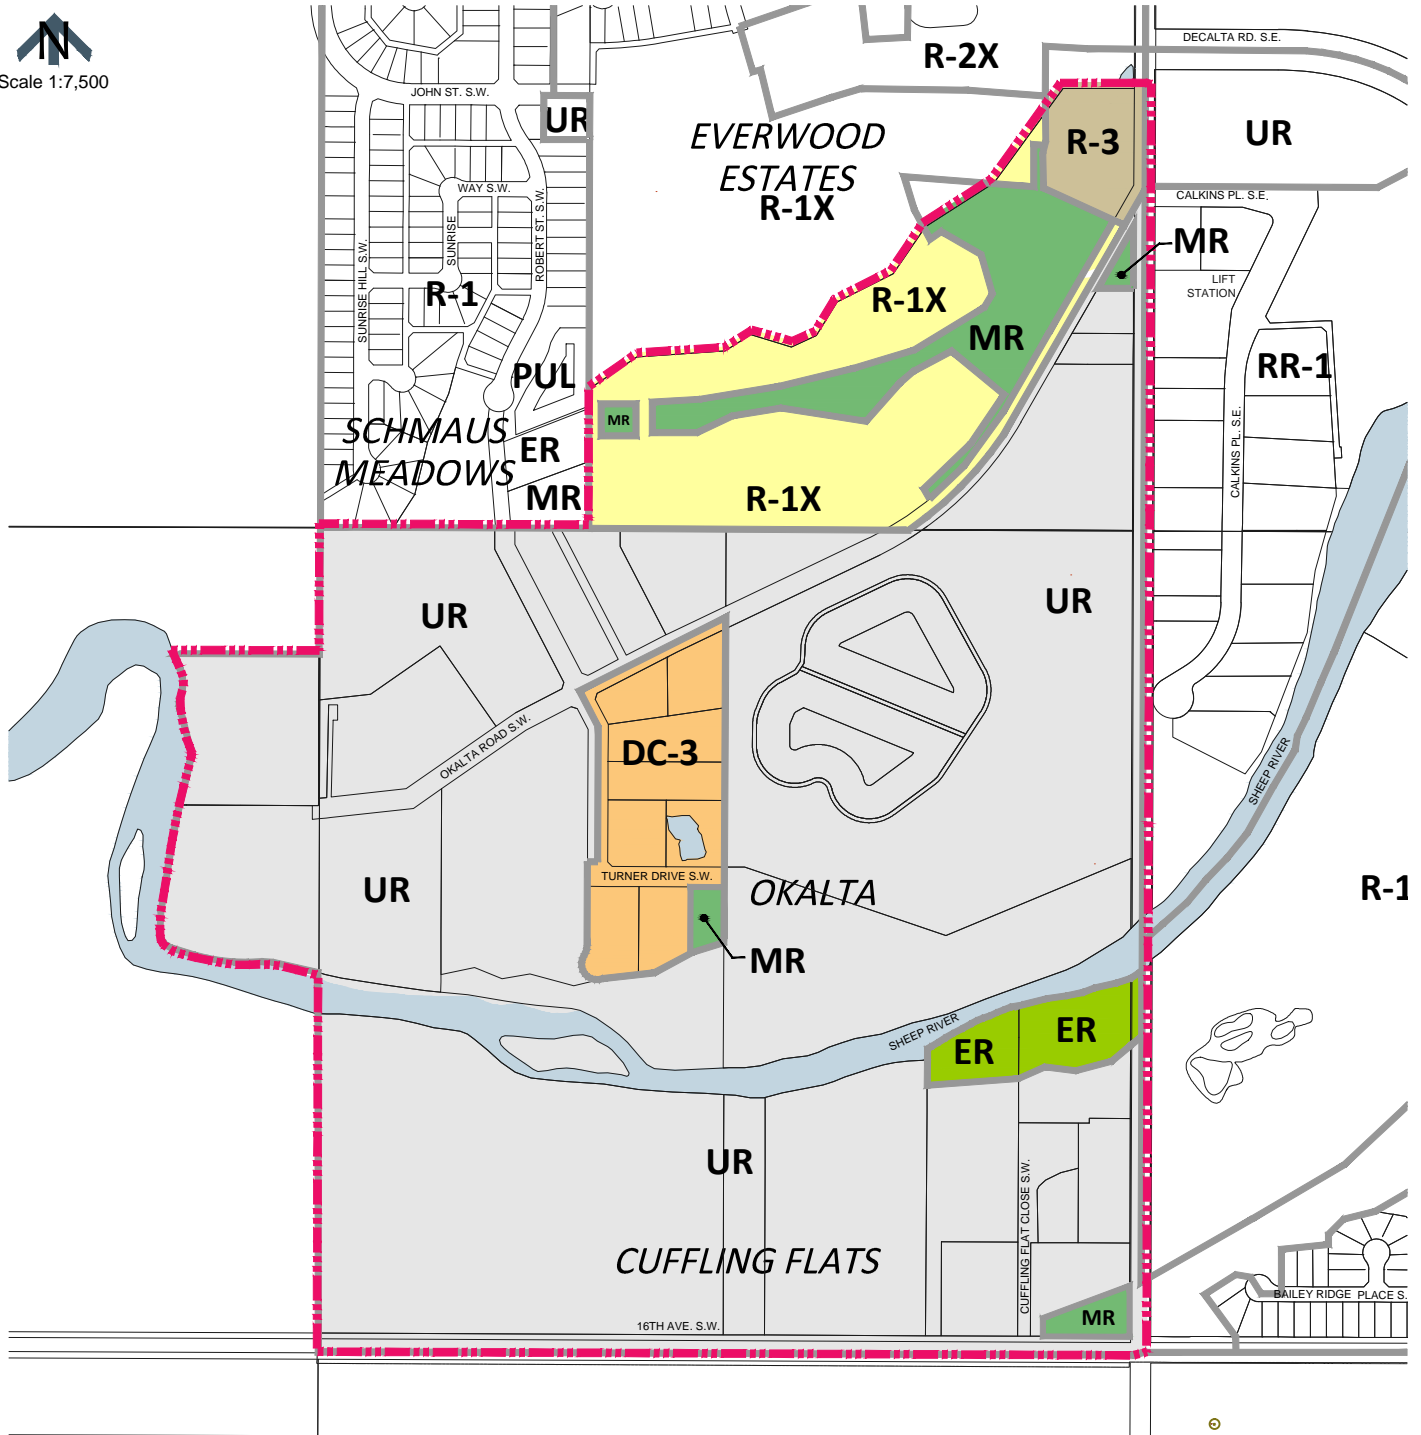 N
Scale 1:7,500
DECALTA RD. S.E.
R-2X
JOHN ST. S.W.
UR
EVERWOOD
ESTATES
R-1X
R-3
UR
WAY S.W.
SUNRISE
ROBERT ST. S.W.
SUNRISE HILL S.W.
R-1
CALKINS PL. S.E.
MR
LIFT
STATION
R-1X
MR
RR-1
CALKINS PL. S.E.
PUL
MR
SCHMAUS
MEADOWS
ER
MR
R-1X
UR
UR
OKALTA ROAD S.W.
DC-3
SHEEP RIVER
TURNER DRIVE S.W.
UR
OKALTA
R-1
MR
SHEEP RIVER
ER
ER
UR
CUFFLING FLAT CLOSE S.W.
CUFFLING FLATS
BAILEY RIDGE PLACE S.
MR
16TH AVE. S.W.